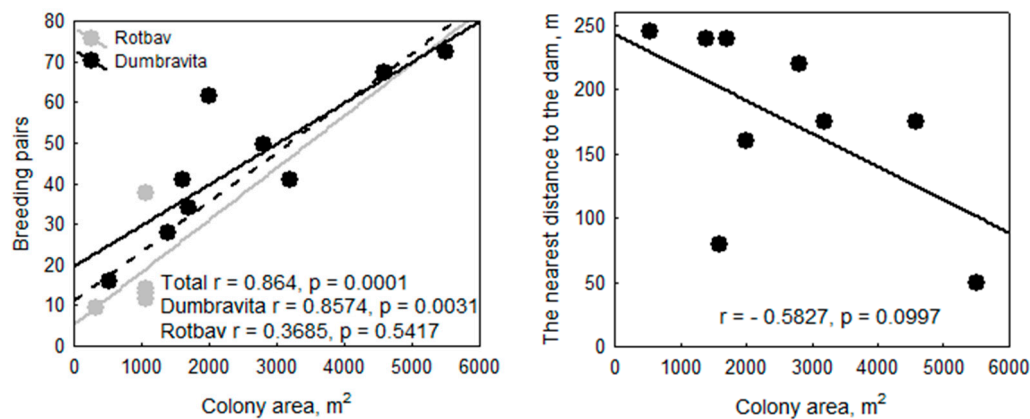 80
70
60
50
40
30
20
10
0
Breeding pairs
Rotbav
Dumbravita
Total r = 0.864, p = 0.0001
Dumbravita r = 0.8574, p = 0.0031
Rotbav r = 0.3685, p = 0.5417
0 1000 2000 3000 4000 5000 6000
Colony area, m²
250
200
150
100
50
0
The nearest distance to the dam, m
r = - 0.5827, p = 0.0997
0 1000 2000 3000 4000 5000 6000
Colony area, m²